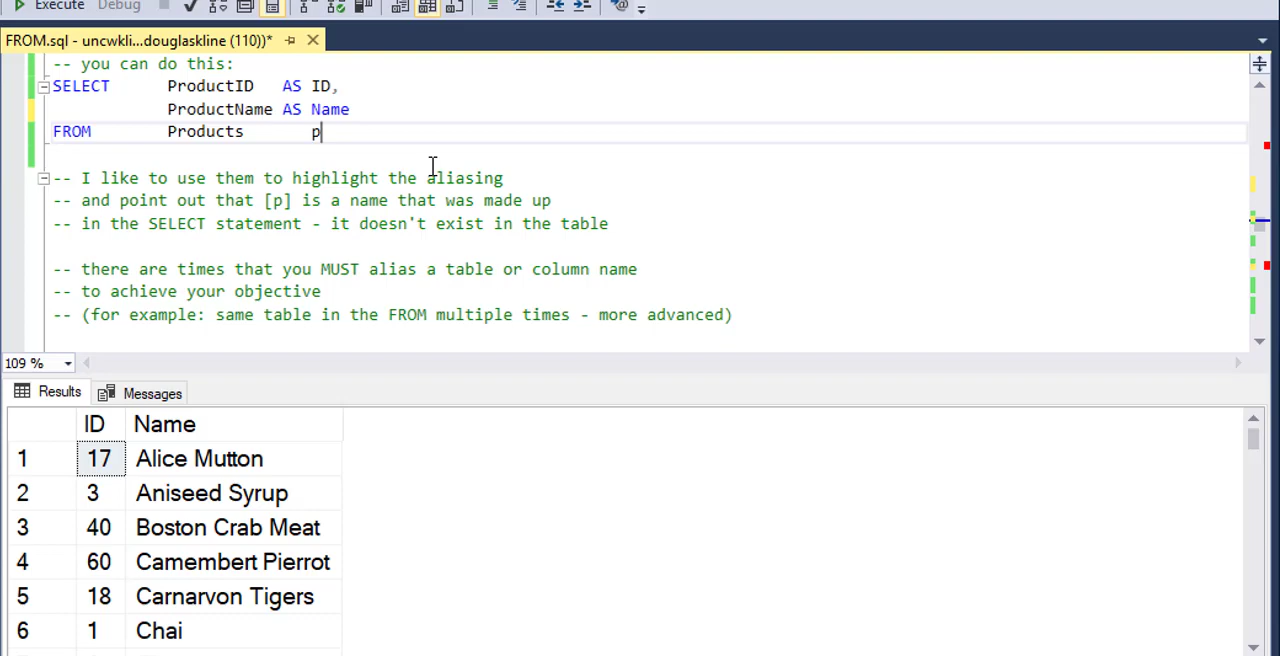 Execute Debug
FROM.sql - uncwkli...douglaskline (110))*
-- you can do this:
SELECT ProductID AS ID,
ProductName AS Name
FROM Products p
-- I like to use them to highlight the aliasing
-- and point out that [p] is a name that was made up
-- in the SELECT statement - it doesn't exist in the table
-- there are times that you MUST alias a table or column name
-- to achieve your objective
-- (for example: same table in the FROM multiple times - more advanced)
109 %
Results Messages
ID Name
1 17 Alice Mutton
2 3 Aniseed Syrup
3 40 Boston Crab Meat
4 60 Camembert Pierrot
5 18 Carnarvon Tigers
6 1 Chai